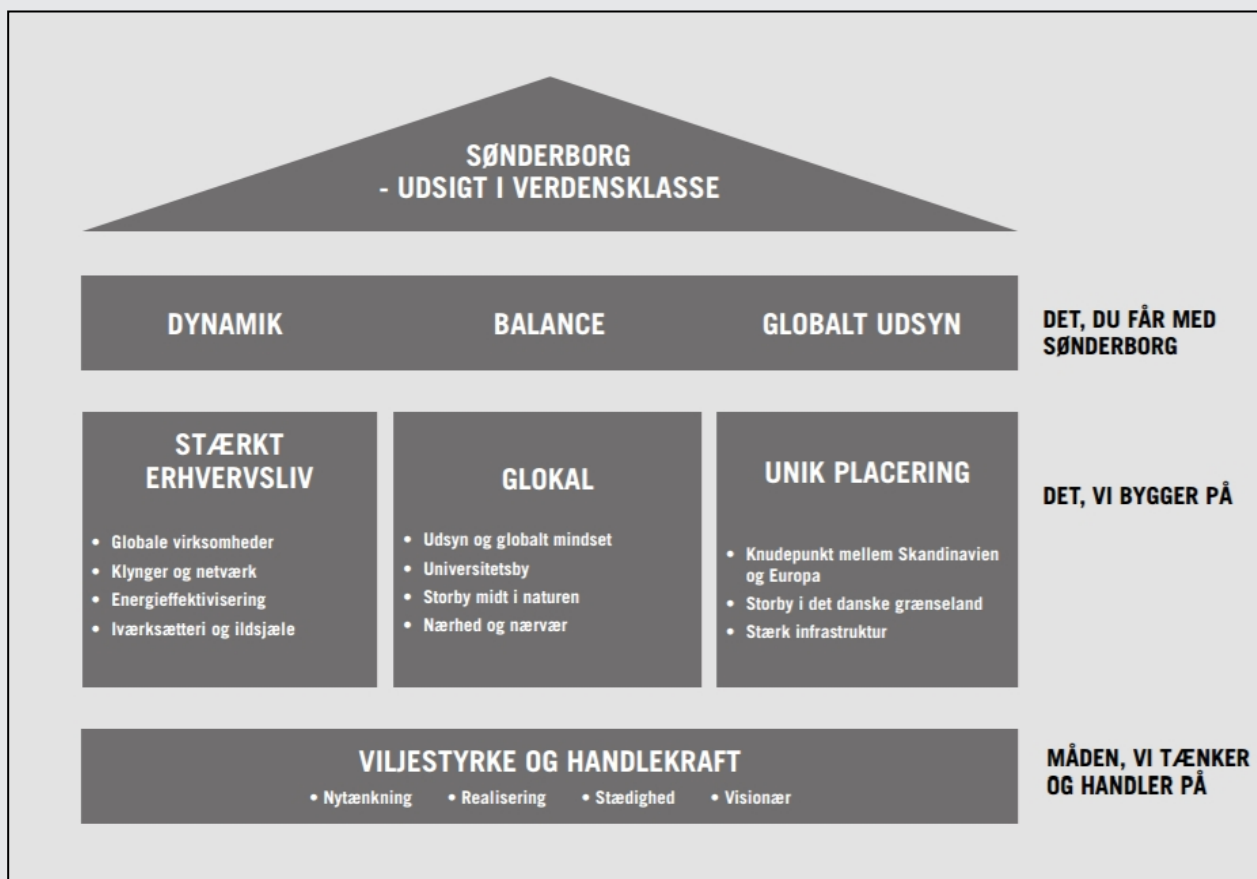 SØNDERBORG
- UDSIGT I VERDENSKLASSE
DYNAMIK
BALANCE
GLOBALT UDSYN
DET, DU FÅR MED
SØNDERBORG
STÆRKT
ERHVERVSLIV
• Globale virksomheder
• Klynger og netværk
• Energieffektivisering
• Iværksætteri og ildsjæle
GLOKAL
• Udsyn og globalt mindset
• Universitetsby
• Storby midt i naturen
• Nærhed og nærvær
UNIK PLACERING
• Knudepunkt mellem Skandinavien
og Europa
• Storby i det danske grænseland
• Stærk infrastruktur
DET, VI BYGGER PÅ
VILJESTYRKE OG HANDLEKRAFT
• Nytænkning • Realisering • Stædighed • Visionær
MÅDEN, VI TÆNKER
OG HANDLER PÅ